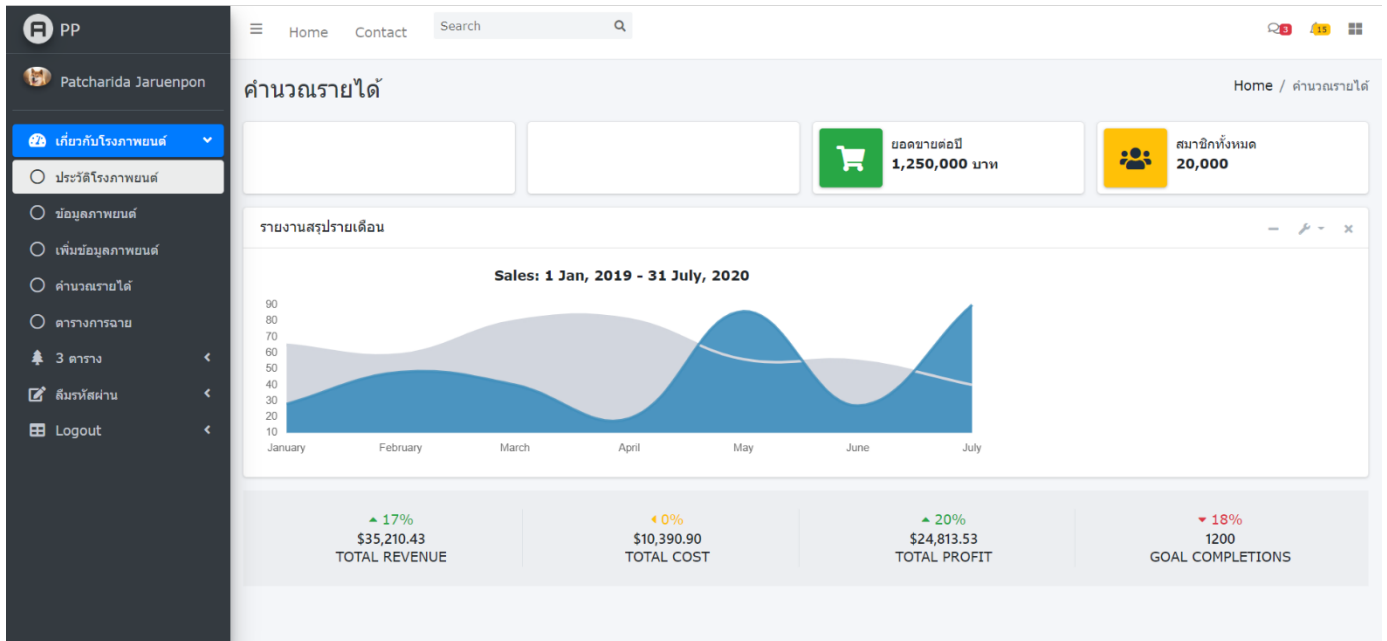 PP
Patcharida Jaruenpon
เกี่ยวกับโรงภาพยนต์
ประวัติโรงภาพยนต์
ข้อมูลภาพยนต์
เพิ่มข้อมูลภาพยนต์
คำนวณรายได้
ตารางการฉาย
3 ตาราง
ลืมรหัสผ่าน
Logout
Home Contact Search
3 15
คำนวณรายได้
Home / คำนวณรายได้
ยอดขายต่อปี
1,250,000 บาท
สมาชิกทั้งหมด
20,000
รายงานสรุปรายเดือน
Sales: 1 Jan, 2019 - 31 July, 2020
90
80
70
60
50
40
30
20
10
January February March April May June July
17%
$35,210.43
TOTAL REVENUE
0%
$10,390.90
TOTAL COST
20%
$24,813.53
TOTAL PROFIT
18%
1200
GOAL COMPLETIONS